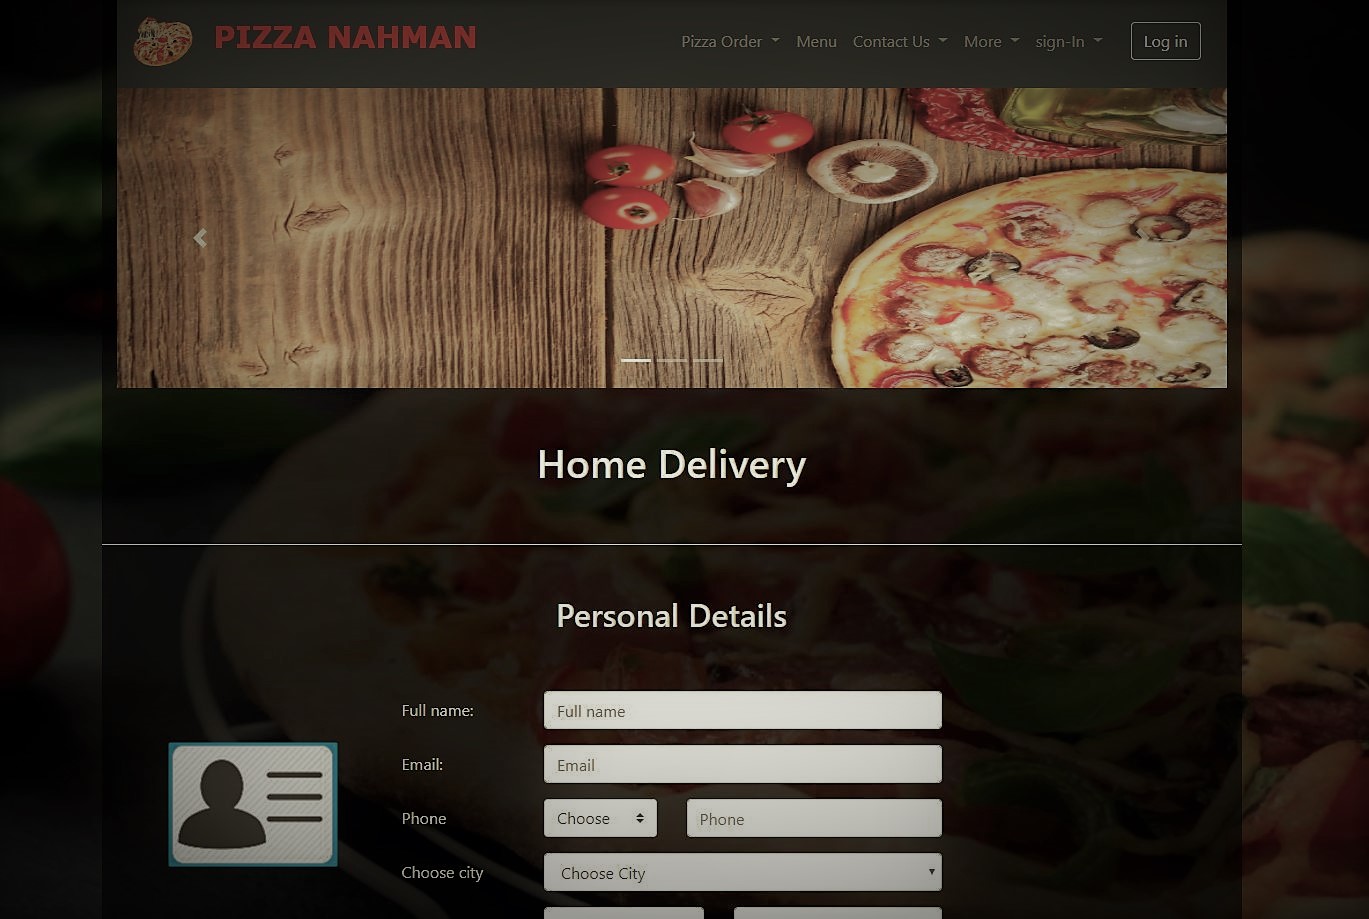 PIZZA NAHMAN
Pizza Order
Menu
Contact Us
More
sign-In
Log in
Home Delivery
Personal Details
Full name:
Full name
Email:
Email
Phone
Choose
Phone
Choose city
Choose City